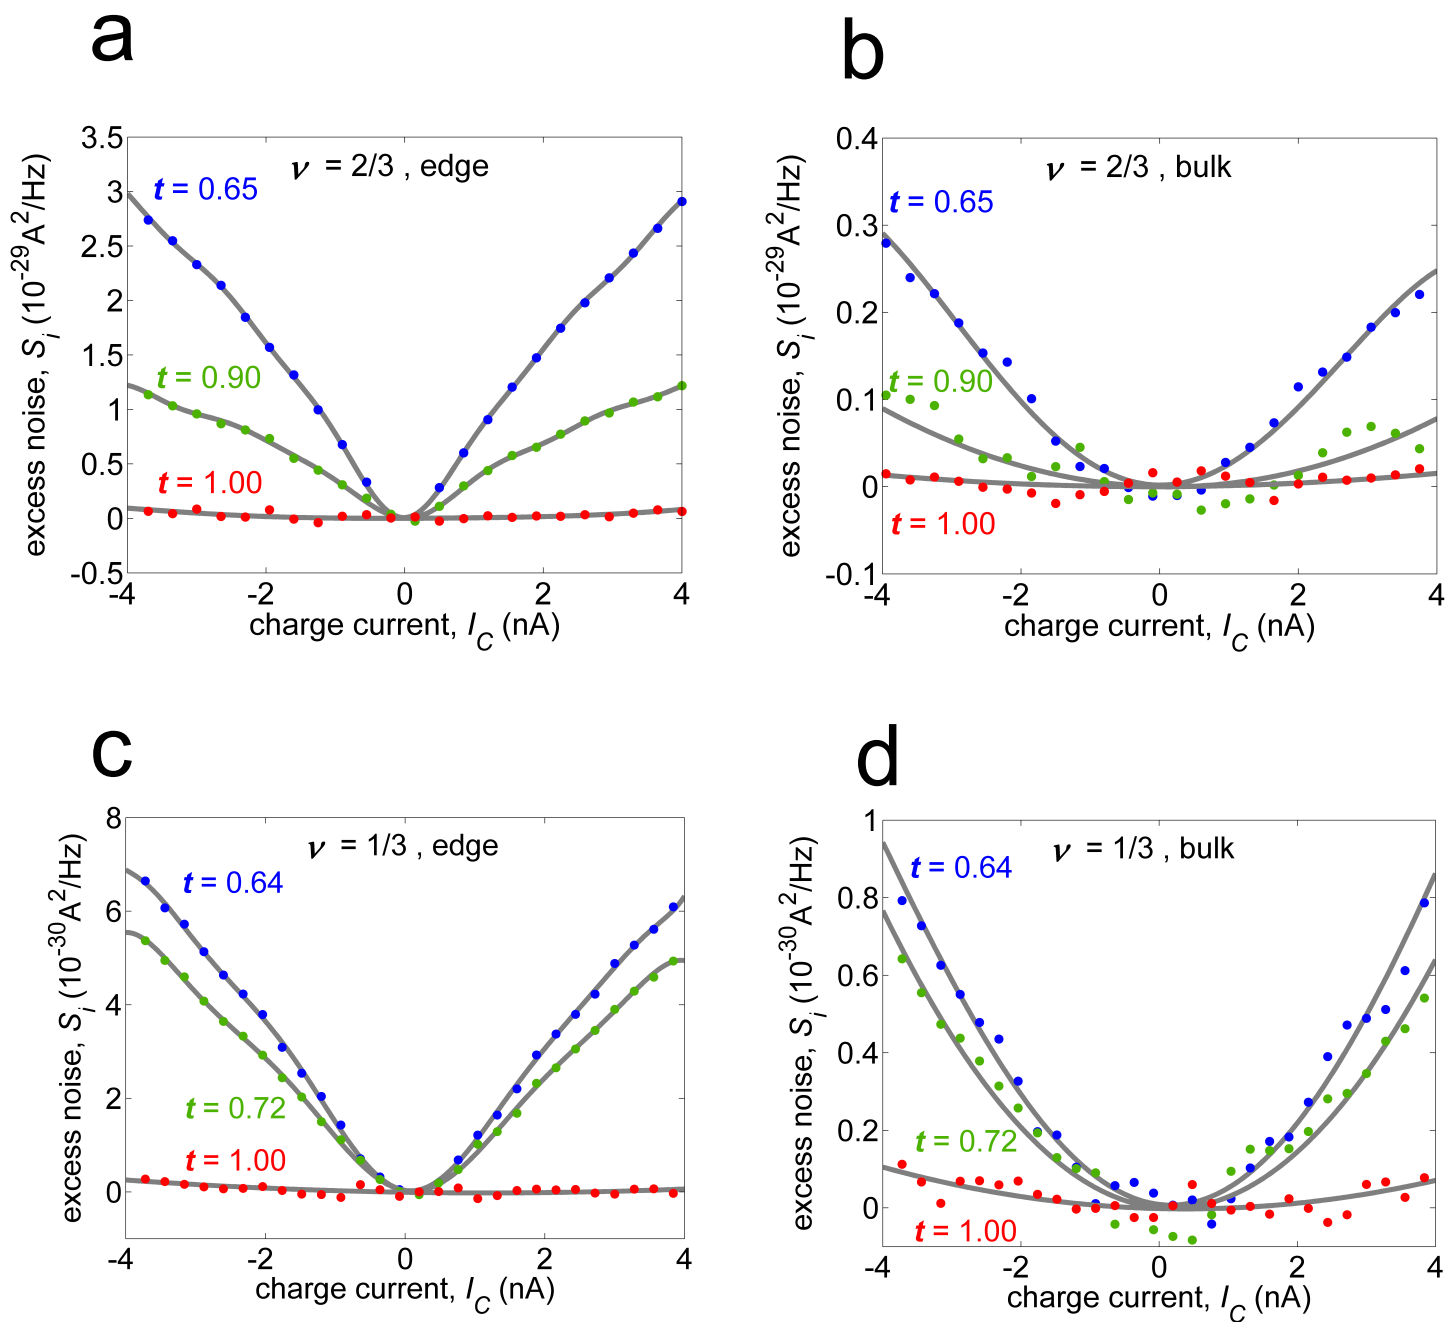 a
3.5
3
2.5
2
1.5
1
0.5
0
-0.5
-4
-2
0
2
4
excess noise, S_i (10^-29 A^2/Hz)
charge current, I_C (nA)
ν = 2/3 , edge
t = 0.65
t = 0.90
t = 1.00
b
0.4
0.3
0.2
0.1
0
-0.1
-4
-2
0
2
4
excess noise, S_i (10^-29 A^2/Hz)
charge current, I_C (nA)
ν = 2/3 , bulk
t = 0.65
t = 0.90
t = 1.00
c
8
6
4
2
0
-4
-2
0
2
4
excess noise, S_i (10^-30 A^2/Hz)
charge current, I_C (nA)
ν = 1/3 , edge
t = 0.64
t = 0.72
t = 1.00
d
1
0.8
0.6
0.4
0.2
0
-4
-2
0
2
4
excess noise, S_i (10^-30 A^2/Hz)
charge current, I_C (nA)
ν = 1/3 , bulk
t = 0.64
t = 0.72
t = 1.00